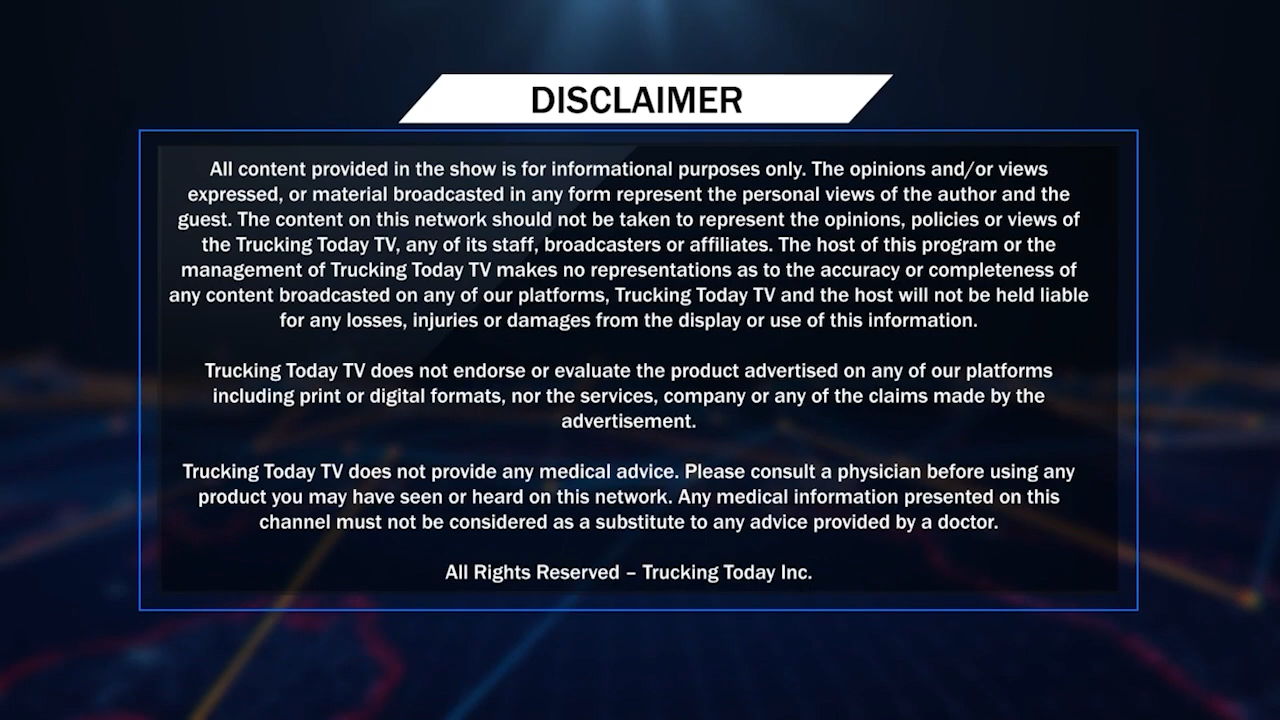 DISCLAIMER
All content provided in the show is for informational purposes only. The opinions and/or views
expressed, or material broadcasted in any form represent the personal views of the author and the
guest. The content on this network should not be taken to represent the opinions, policies or views of
the Trucking Today TV, any of its staff, broadcasters or affiliates. The host of this program or the
management of Trucking Today TV makes no representations as to the accuracy or completeness of
any content broadcasted on any of our platforms, Trucking Today TV and the host will not be held liable
for any losses, injuries or damages from the display or use of this information.
Trucking Today TV does not endorse or evaluate the product advertised on any of our platforms
including print or digital formats, nor the services, company or any of the claims made by the
advertisement.
Trucking Today TV does not provide any medical advice. Please consult a physician before using any
product you may have seen or heard on this network. Any medical information presented on this
channel must not be considered as a substitute to any advice provided by a doctor.
All Rights Reserved – Trucking Today Inc.